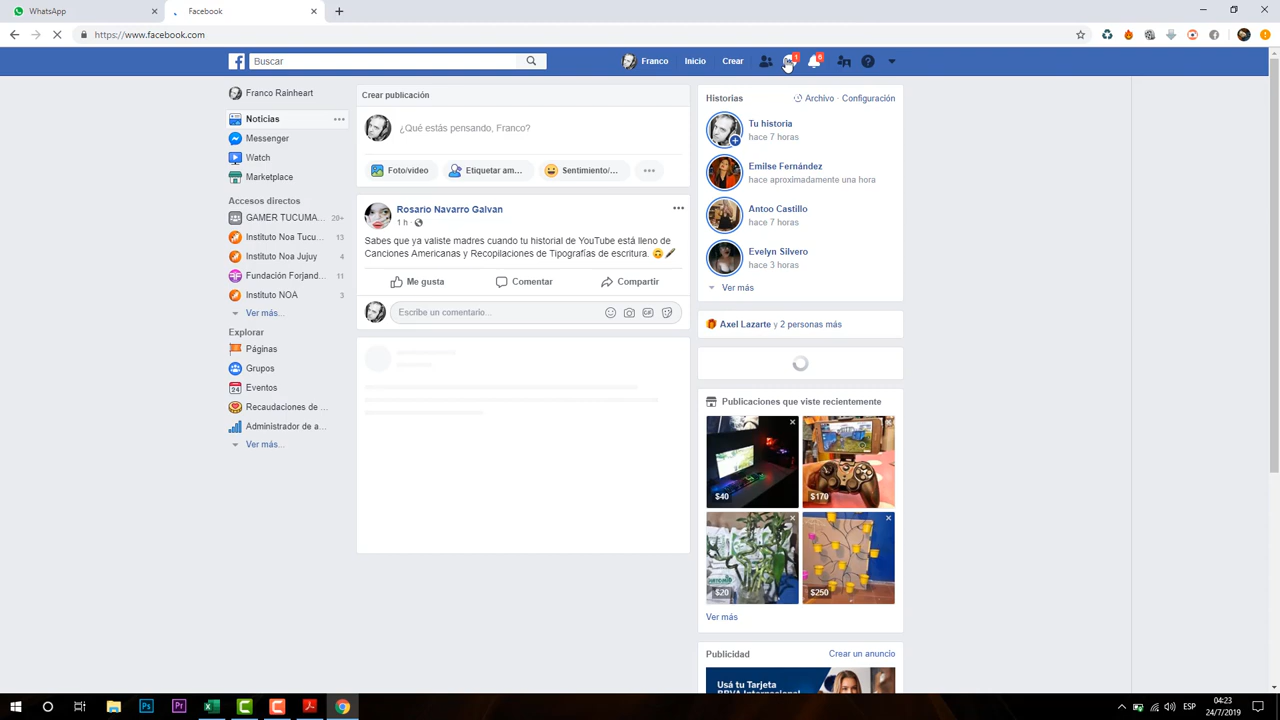 WhatsApp
Facebook
https://www.facebook.com
Buscar
Franco
Inicio
Crear
1
6
Franco Rainheart
Noticias
Messenger
Watch
Marketplace
Accesos directos
GAMER TUCUMA... 20+
Instituto Noa Tucu... 13
Instituto Noa Jujuy 4
Fundación Forjand... 11
Instituto NOA 3
Ver más...
Explorar
Páginas
Grupos
24 Eventos
Recaudaciones de ...
Administrador de a...
Ver más...
Crear publicación
¿Qué estás pensando, Franco?
Foto/video
Etiquetar am...
Sentimiento/...
Rosario Navarro Galvan
1 h
Sabes que ya valiste madres cuando tu historial de YouTube está lleno de
Canciones Americanas y Recopilaciones de Tipografías de escritura. 🙃🖋
Me gusta
Comentar
Compartir
Escribe un comentario...
GIF
Historias
Archivo · Configuración
Tu historia
hace 7 horas
Emilse Fernández
hace aproximadamente una hora
Antoo Castillo
hace 7 horas
Evelyn Silvero
hace 3 horas
Ver más
Axel Lazarte y 2 personas más
Publicaciones que viste recientemente
$40
$170
$20
$250
Ver más
Publicidad
Crear un anuncio
Usá tu Tarjeta
BBVA Internacional
ESP
04:23
24/7/2019